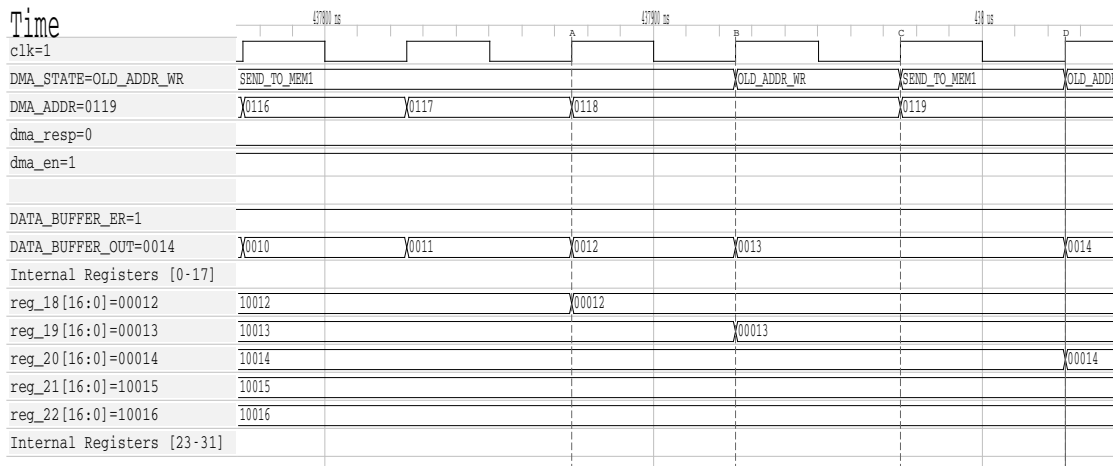 Time 437800 ns 437900 ns 438 us
A B C D
clk=1
DMA_STATE=OLD_ADDR_WR SEND_TO_MEM1 OLD_ADDR_WR SEND_TO_MEM1 OLD_ADDR
DMA_ADDR=0119 0116 0117 0118 0119
dma_resp=0
dma_en=1
DATA_BUFFER_ER=1
DATA_BUFFER_OUT=0014 0010 0011 0012 0013 0014
Internal Registers [0-17]
reg_18[16:0]=00012 10012 00012
reg_19[16:0]=00013 10013 00013
reg_20[16:0]=00014 10014 00014
reg_21[16:0]=10015 10015
reg_22[16:0]=10016 10016
Internal Registers [23-31]